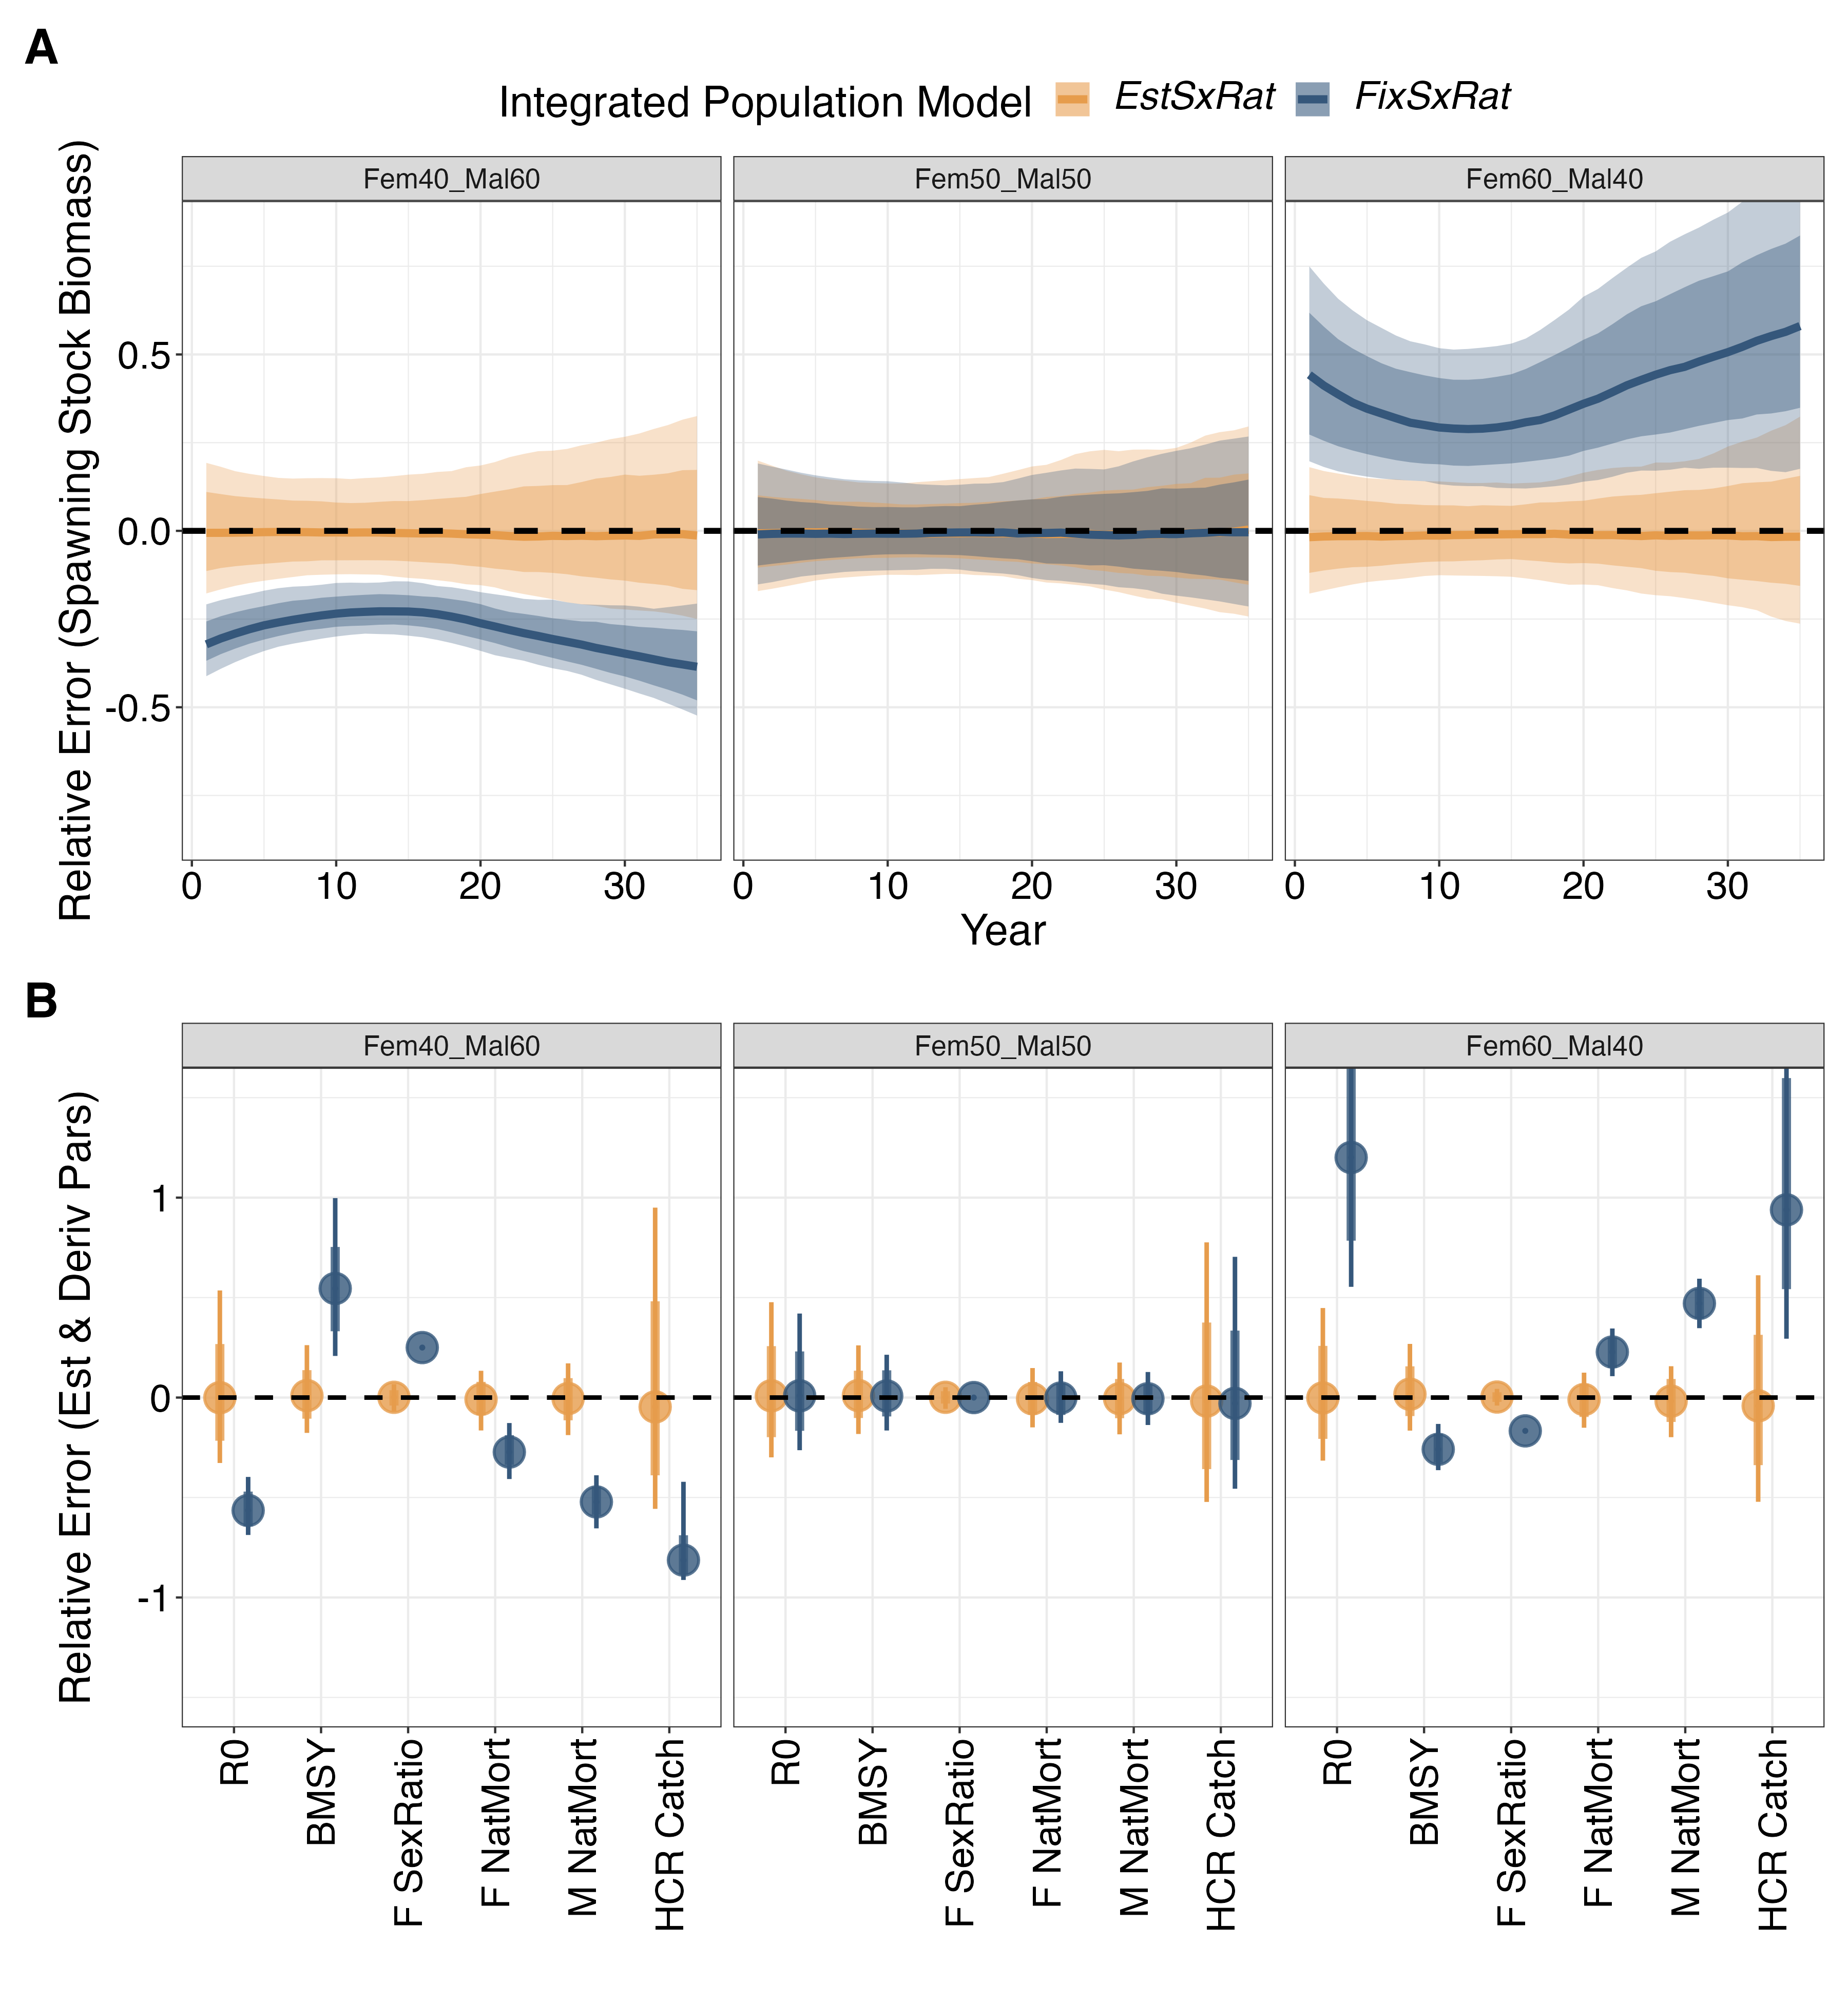 A
Integrated Population Model EstSxRat FixSxRat
Relative Error (Spawning Stock Biomass)
Fem40_Mal60 Fem50_Mal50 Fem60_Mal40
0.5
0.0
-0.5
0 10 20 30 0 10 20 30 0 10 20 30
Year
B
Relative Error (Est & Deriv Pars)
Fem40_Mal60 Fem50_Mal50 Fem60_Mal40
1
0
-1
R0 BMSY F SexRatio F NatMort M NatMort HCR Catch R0 BMSY F SexRatio F NatMort M NatMort HCR Catch R0 BMSY F SexRatio F NatMort M NatMort HCR Catch